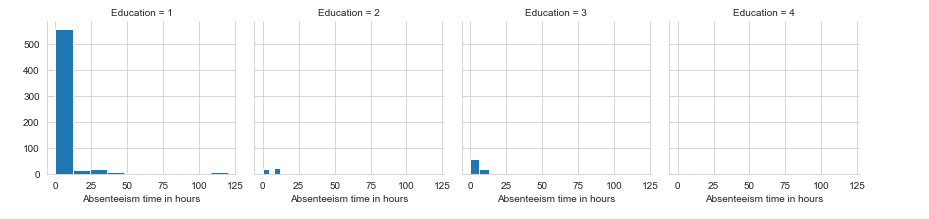 Education = 1 Education = 2 Education = 3 Education = 4
500
400
300
200
100
0
0 25 50 75 100 125 0 25 50 75 100 125 0 25 50 75 100 125 0 25 50 75 100 125
Absenteeism time in hours Absenteeism time in hours Absenteeism time in hours Absenteeism time in hours